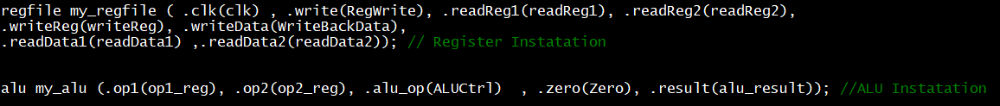 regfile my_regfile ( .clk(clk) , .write(RegWrite), .readReg1(readReg1), .readReg2(readReg2),
.writeReg(writeReg), .writeData(WriteBackData),
.readData1(readData1) ,.readData2(readData2)); // Register Instatation
alu my_alu (.op1(op1_reg), .op2(op2_reg), .alu_op(ALUCtrl)  , .zero(Zero), .result(alu_result)); //ALU Instatation